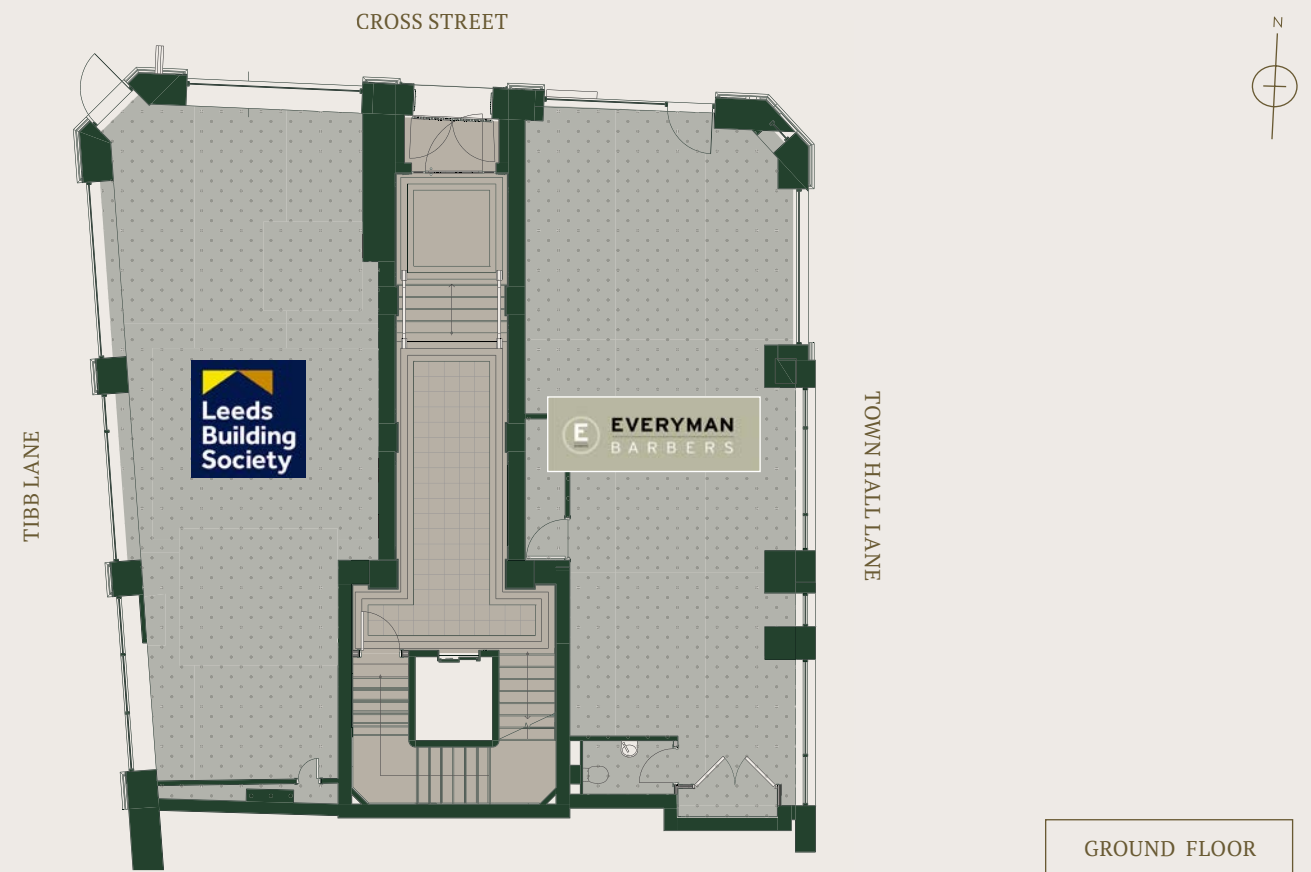 CROSS STREET
N
Leeds
Building
Society
E
EVERYMAN
BARBERS
TIBB LANE
TOWN HALL LANE
GROUND FLOOR